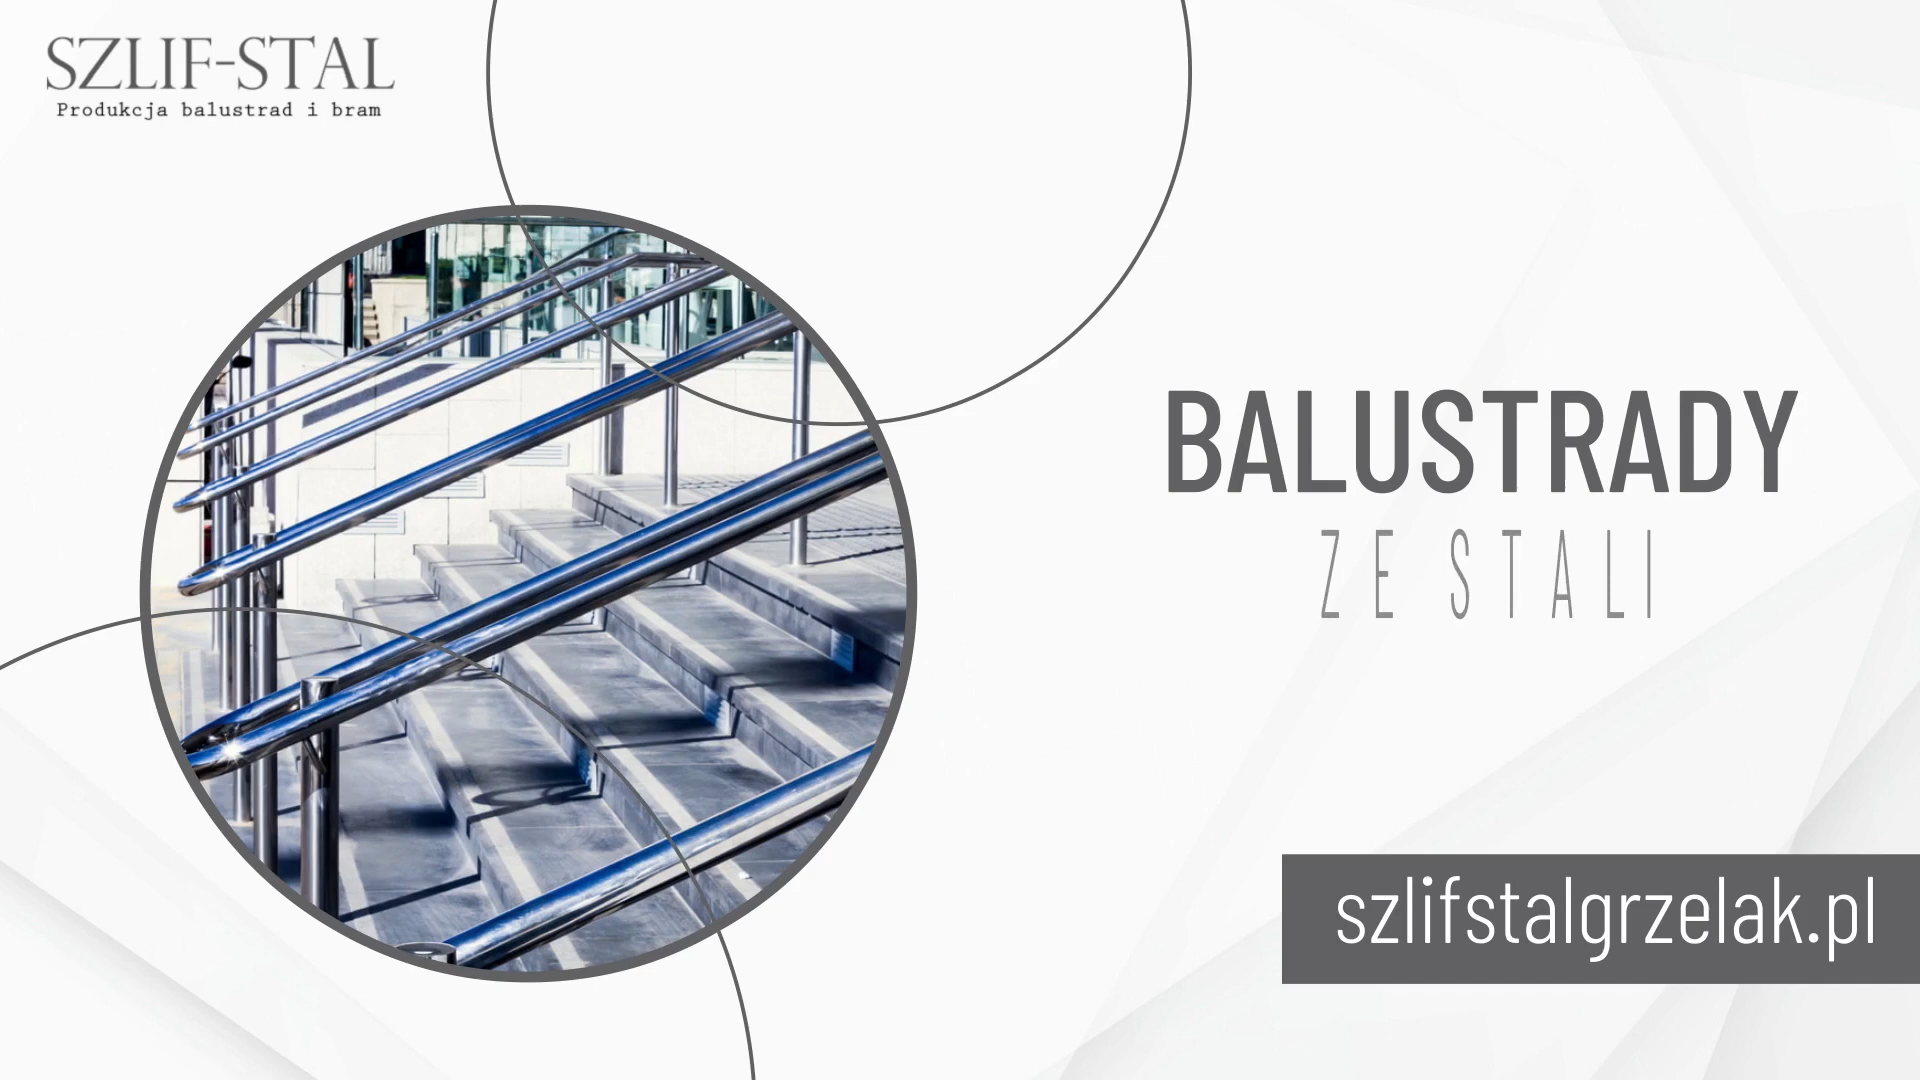 SZLIF-STAL
Produkcja balustrad i bram
BALUSTRADY
ZE STALI
szlifstalgrzelak.pl